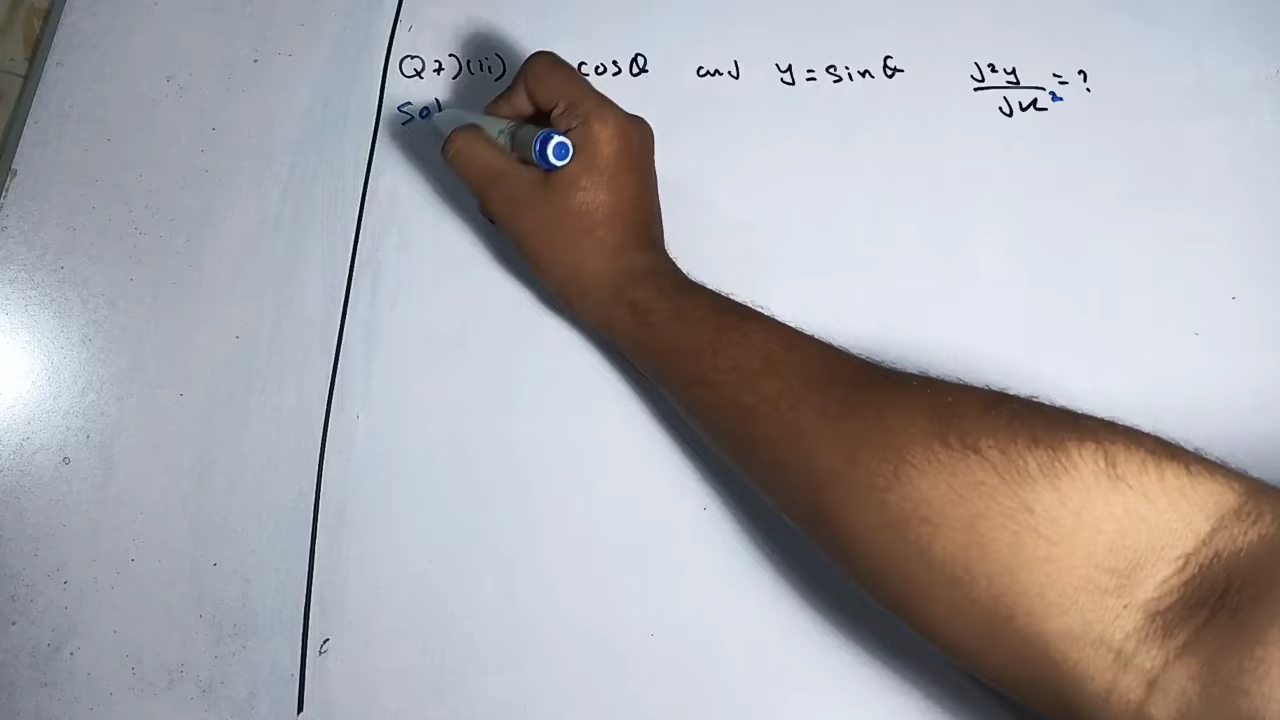 Q7)(ii) cosθ and y=sinθ d²y/dx² = ?
Sol